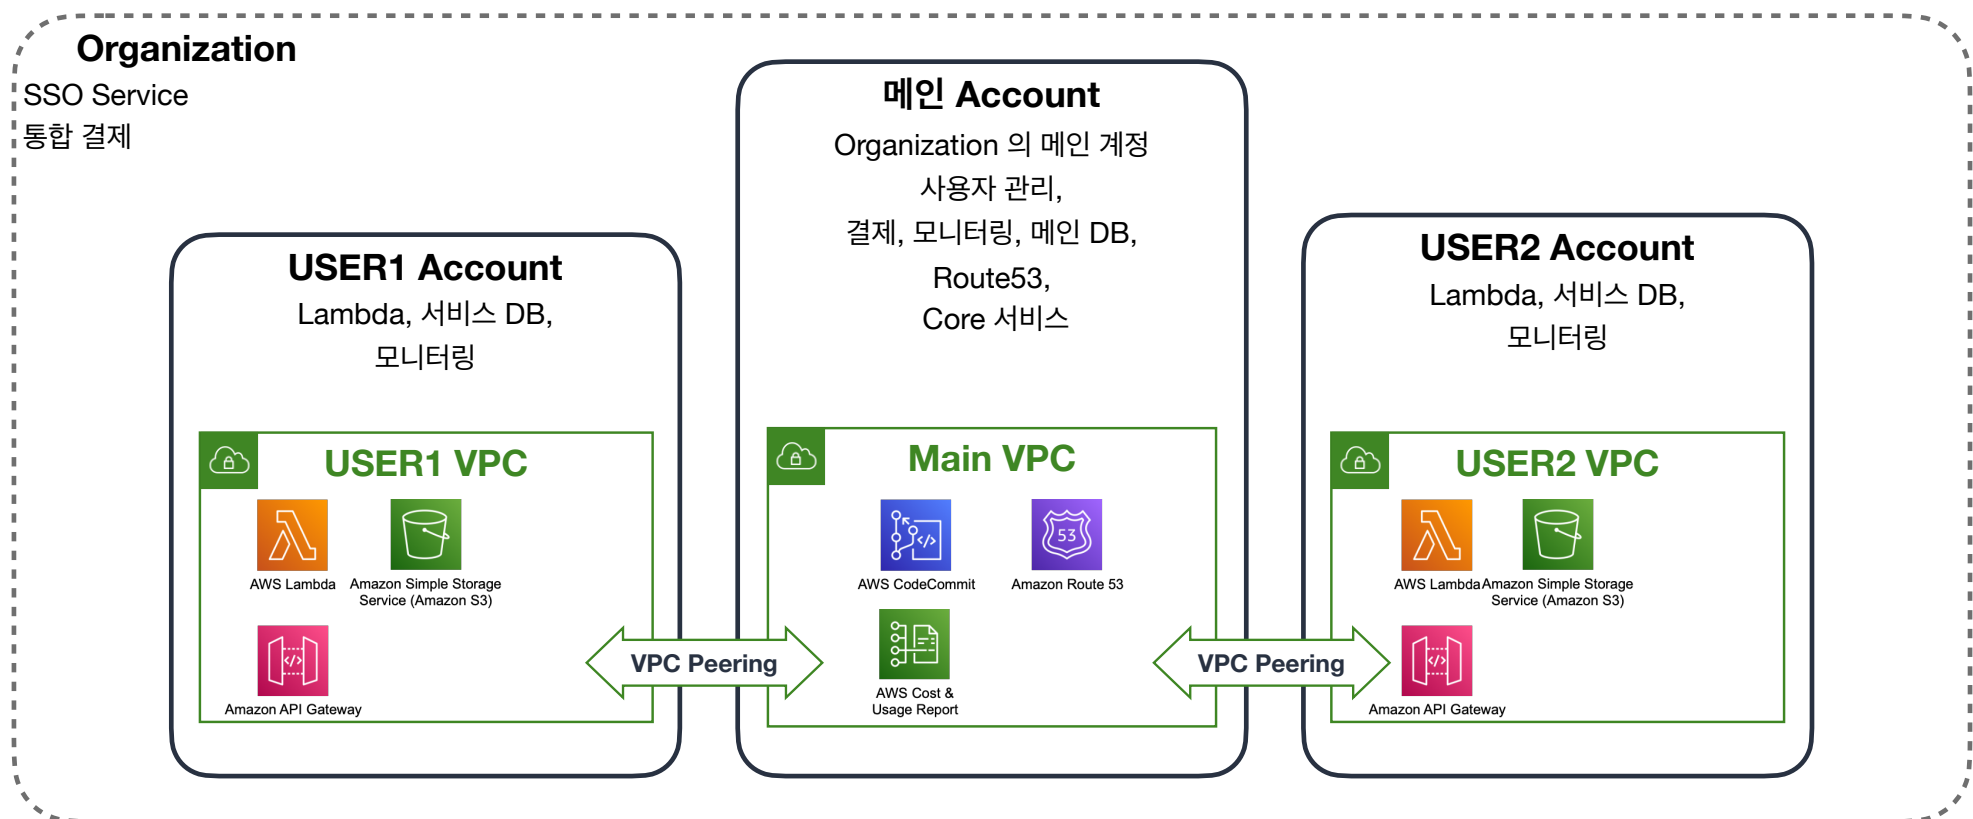 Organization
SSO Service
통합 결제
메인 Account
Organization 의 메인 계정
사용자 관리,
결제, 모니터링, 메인 DB,
Route53,
Core 서비스
USER1 Account
Lambda, 서비스 DB,
모니터링
USER2 Account
Lambda, 서비스 DB,
모니터링
USER1 VPC
AWS Lambda
Amazon Simple Storage
Service (Amazon S3)
Amazon API Gateway
VPC Peering
Main VPC
AWS CodeCommit
Amazon Route 53
53
AWS Cost &
Usage Report
VPC Peering
USER2 VPC
AWS Lambda
Amazon Simple Storage
Service (Amazon S3)
Amazon API Gateway